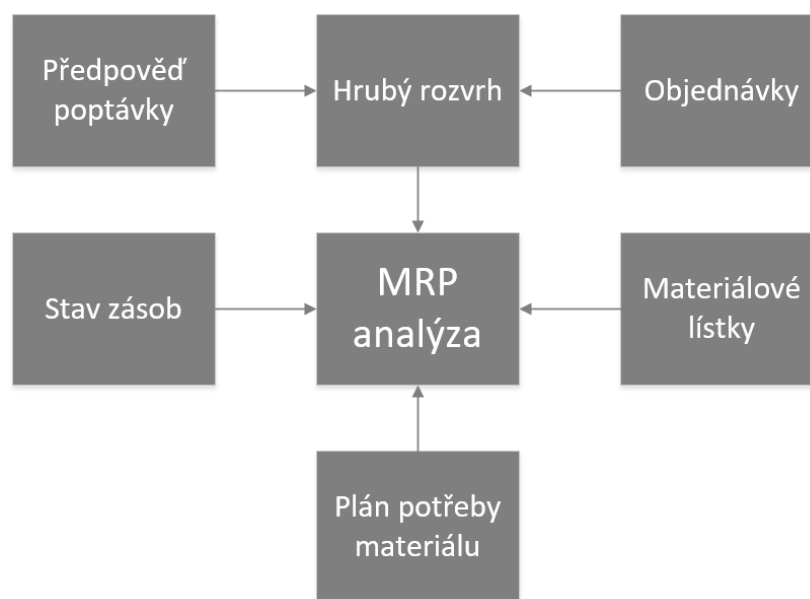 Předpověď
poptávky
Hrubý rozvrh
Objednávky
Stav zásob
MRP
analýza
Materiálové
lístky
Plán potřeby
materiálu